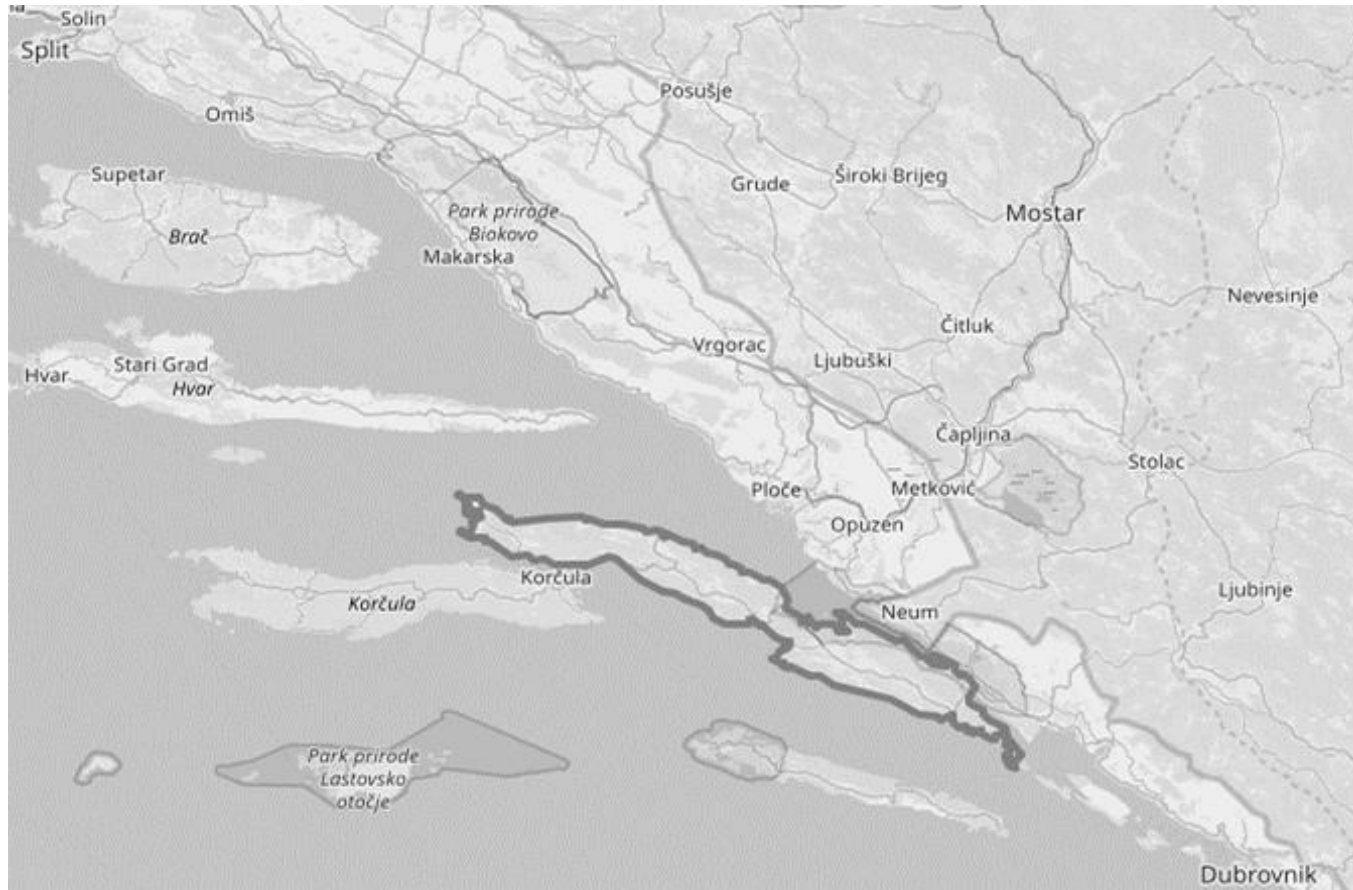 Solin
Split
Omiš
Posušje
Supetar
Brač
Park prirode
Biokovo
Makarska
Grude
Široki Brijeg
Mostar
Nevesinje
Čitluk
Vrgorac
Ljubuški
Stari Grad
Hvar
Hvar
Čapljina
Stolac
Ploče
Metković
Opuzen
Korčula
Korčula
Neum
Ljubinje
Park prirode
Lastovsko
otočje
Dubrovnik